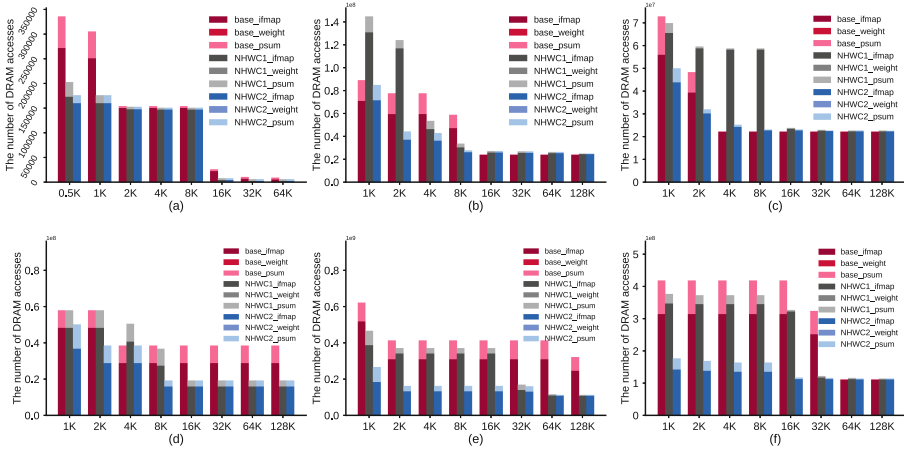 The number of DRAM accesses
350000
300000
250000
200000
150000
100000
50000
0
base_ifmap
base_weight
base_psum
NHWC1_ifmap
NHWC1_weight
NHWC1_psum
NHWC2_ifmap
NHWC2_weight
NHWC2_psum
0.5K 1K 2K 4K 8K 16K 32K 64K
(a)
1e8
The number of DRAM accesses
1.4
1.2
1.0
0.8
0.6
0.4
0.2
0.0
base_ifmap
base_weight
base_psum
NHWC1_ifmap
NHWC1_weight
NHWC1_psum
NHWC2_ifmap
NHWC2_weight
NHWC2_psum
1K 2K 4K 8K 16K 32K 64K 128K
(b)
1e7
The number of DRAM accesses
7
6
5
4
3
2
1
0
base_ifmap
base_weight
base_psum
NHWC1_ifmap
NHWC1_weight
NHWC1_psum
NHWC2_ifmap
NHWC2_weight
NHWC2_psum
1K 2K 4K 8K 16K 32K 64K 128K
(c)
1e8
The number of DRAM accesses
0.8
0.6
0.4
0.2
0.0
base_ifmap
base_weight
base_psum
NHWC1_ifmap
NHWC1_weight
NHWC1_psum
NHWC2_ifmap
NHWC2_weight
NHWC2_psum
1K 2K 4K 8K 16K 32K 64K 128K
(d)
1e9
The number of DRAM accesses
0.8
0.6
0.4
0.2
0.0
base_ifmap
base_weight
base_psum
NHWC1_ifmap
NHWC1_weight
NHWC1_psum
NHWC2_ifmap
NHWC2_weight
NHWC2_psum
1K 2K 4K 8K 16K 32K 64K 128K
(e)
1e8
The number of DRAM accesses
5
4
3
2
1
0
base_ifmap
base_weight
base_psum
NHWC1_ifmap
NHWC1_weight
NHWC1_psum
NHWC2_ifmap
NHWC2_weight
NHWC2_psum
1K 2K 4K 8K 16K 32K 64K 128K
(f)